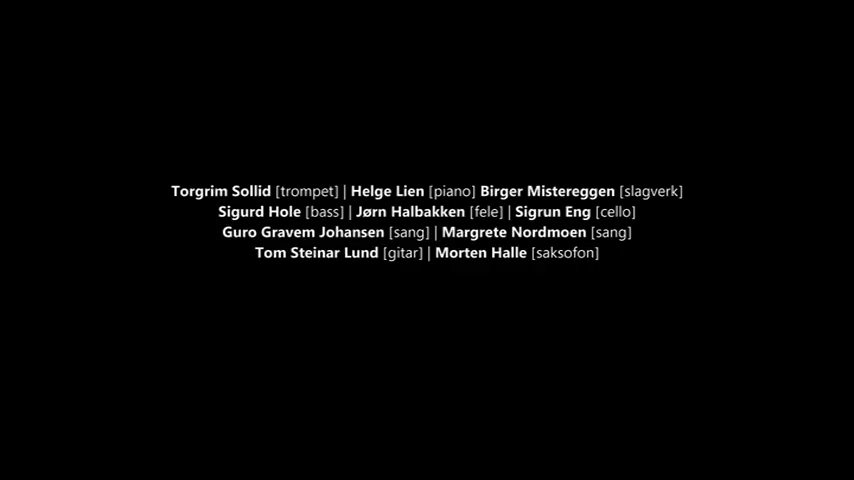 Torgrim Sollid [trompet] | Helge Lien [piano] Birger Mistereggen [slagverk]
Sigurd Hole [bass] | Jørn Halbakken [fele] | Sigrun Eng [cello]
Guro Gravem Johansen [sang] | Margrete Nordmoen [sang]
Tom Steinar Lund [gitar] | Morten Halle [saksofon]